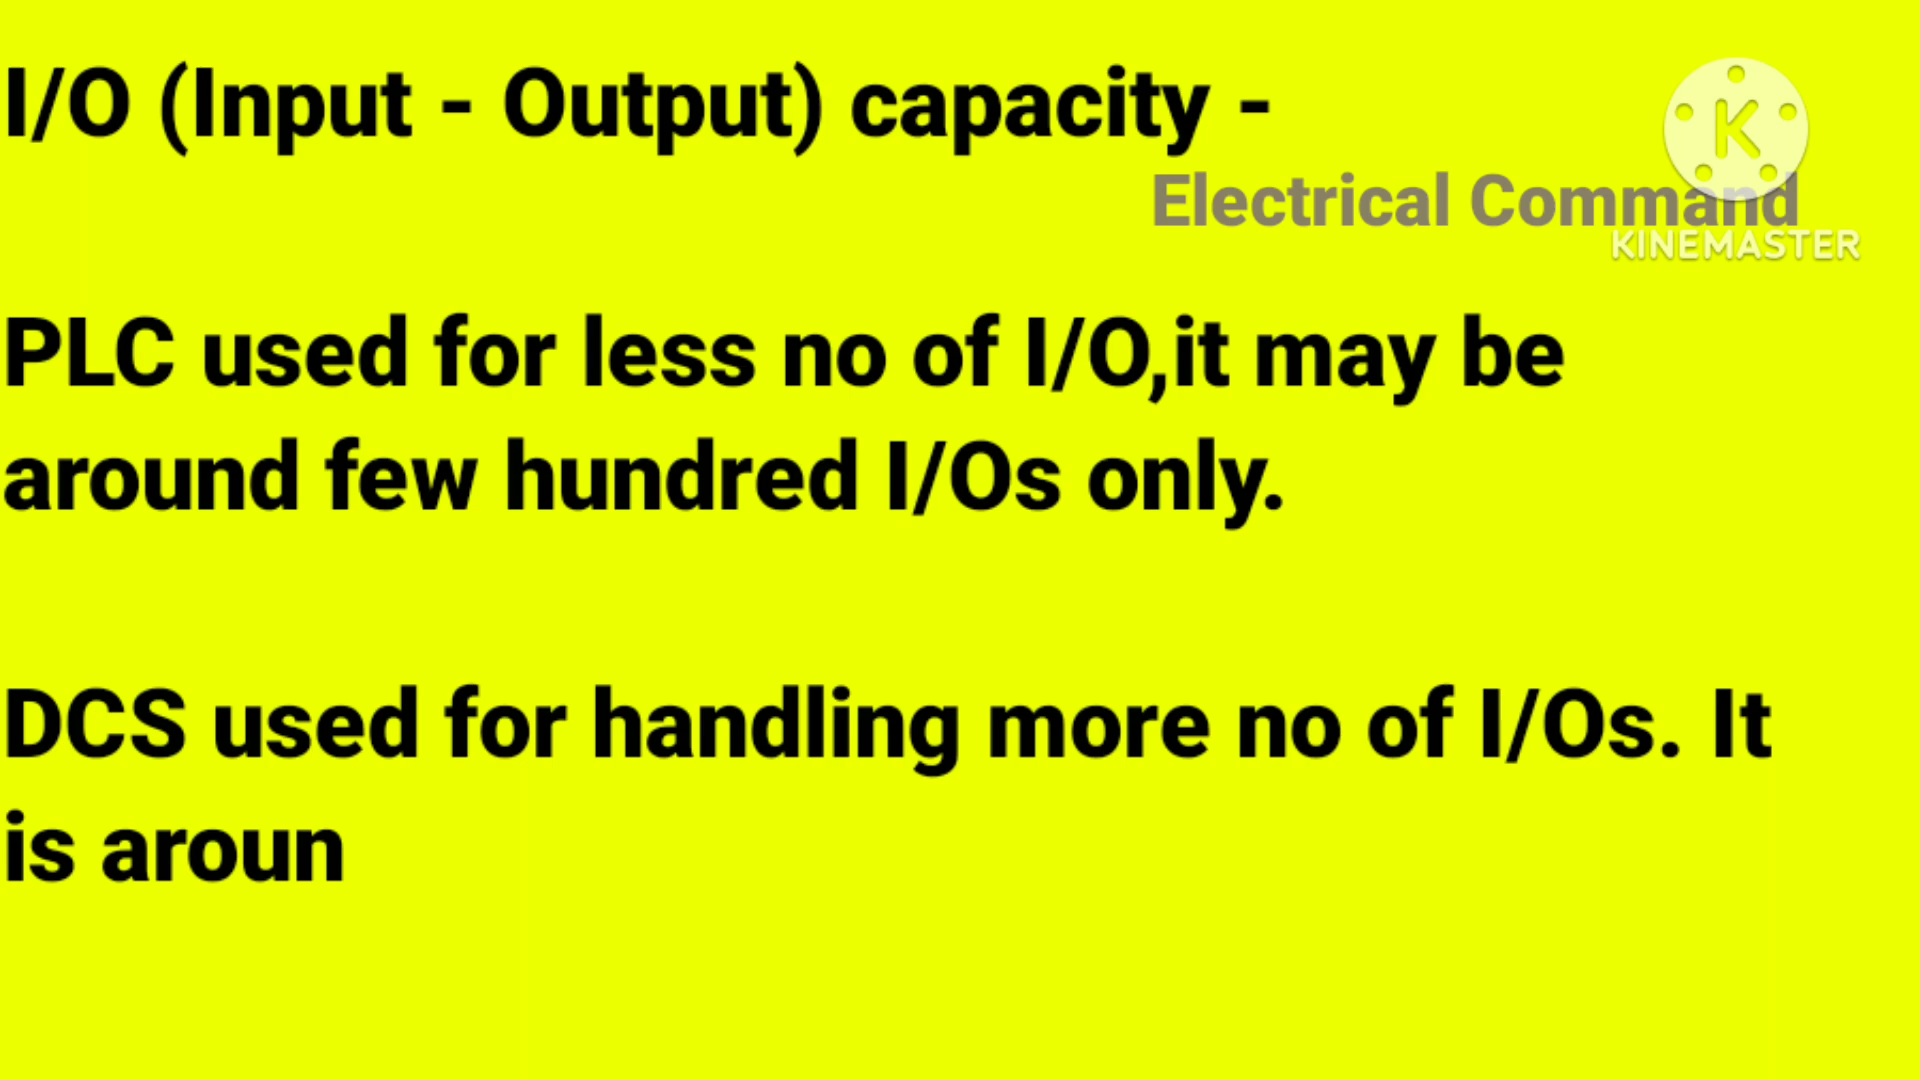 I/O (Input - Output) capacity -
Electrical Command
K
KINEMASTER
PLC used for less no of I/O,it may be
around few hundred I/Os only.
DCS used for handling more no of I/Os. It
is aroun